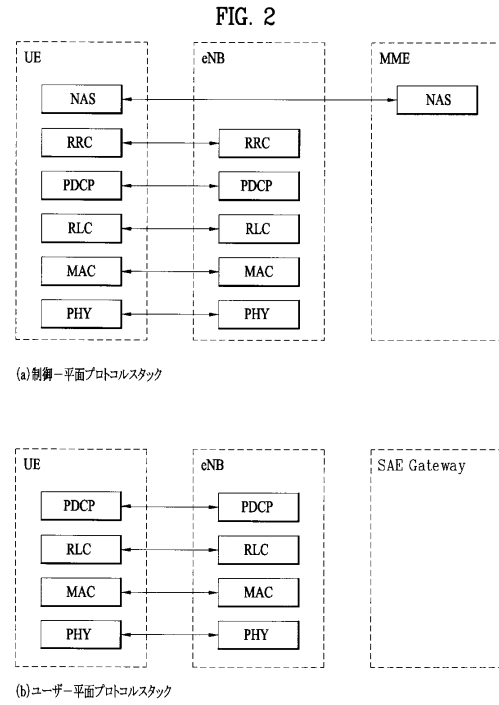 FIG. 2
UE eNB MME
NAS NAS
RRC RRC
PDCP PDCP
RLC RLC
MAC MAC
PHY PHY
(a)制御－平面プロトコルスタック
UE eNB SAE Gateway
PDCP PDCP
RLC RLC
MAC MAC
PHY PHY
(b)ユーザ－平面プロトコルスタック